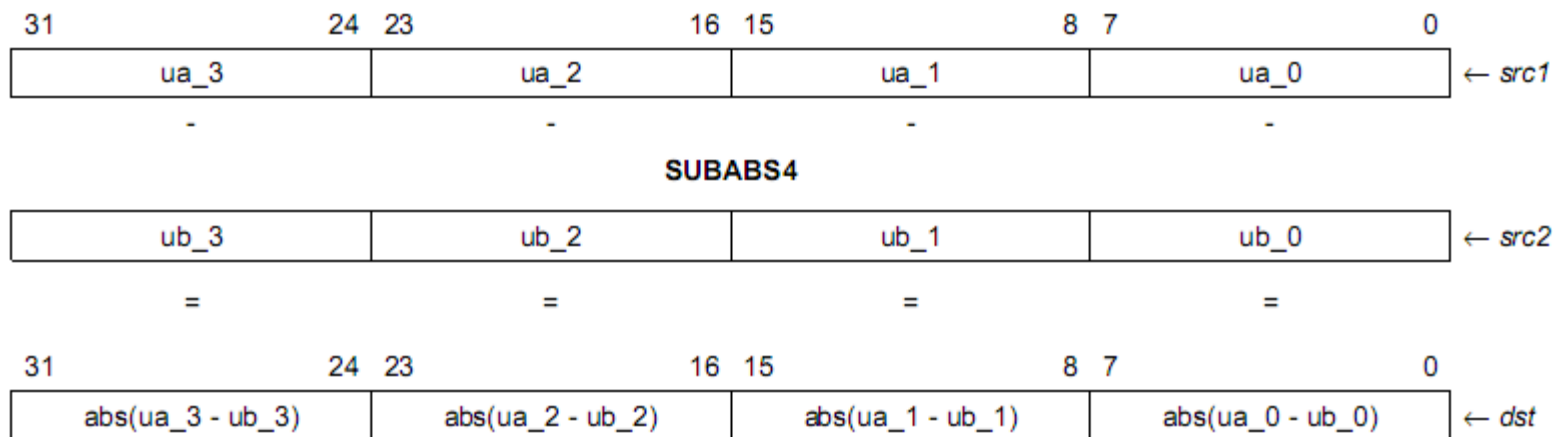 31 24 23 16 15 8 7 0
ua_3 ua_2 ua_1 ua_0 ← src1
- - - -
SUBABS4
ub_3 ub_2 ub_1 ub_0 ← src2
= = = =
31 24 23 16 15 8 7 0
abs(ua_3 - ub_3) abs(ua_2 - ub_2) abs(ua_1 - ub_1) abs(ua_0 - ub_0) ← dst